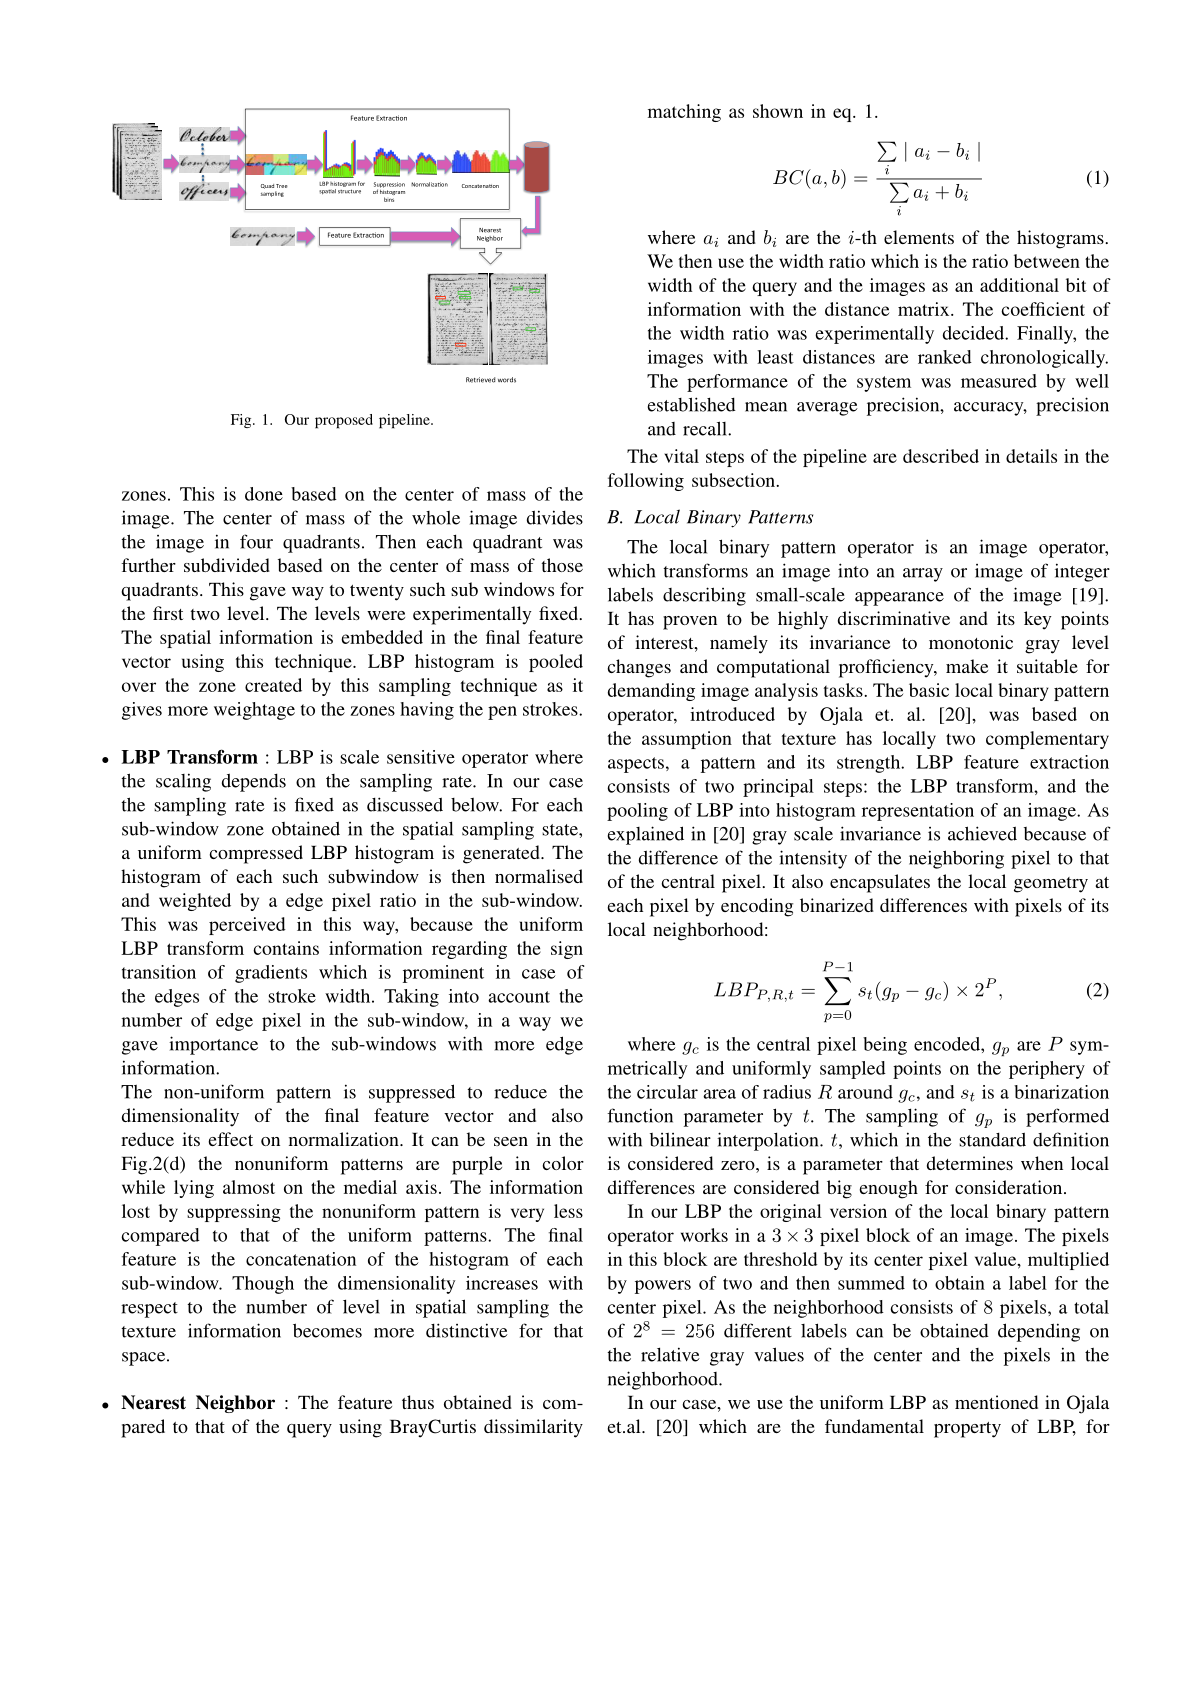 Feature Extraction
October
company
officers
Quad Tree
sampling
LBP histogram for
spatial structure
Suppression
of histogram
bins
Normalization
Concatenation
company
Feature Extraction
Nearest
Neighbor
Retrieved words
Fig. 1. Our proposed pipeline.
zones. This is done based on the center of mass of the
image. The center of mass of the whole image divides
the image in four quadrants. Then each quadrant was
further subdivided based on the center of mass of those
quadrants. This gave way to twenty such sub windows for
the first two level. The levels were experimentally fixed.
The spatial information is embedded in the final feature
vector using this technique. LBP histogram is pooled
over the zone created by this sampling technique as it
gives more weightage to the zones having the pen strokes.
• LBP Transform : LBP is scale sensitive operator where
the scaling depends on the sampling rate. In our case
the sampling rate is fixed as discussed below. For each
sub-window zone obtained in the spatial sampling state,
a uniform compressed LBP histogram is generated. The
histogram of each such subwindow is then normalised
and weighted by a edge pixel ratio in the sub-window.
This was perceived in this way, because the uniform
LBP transform contains information regarding the sign
transition of gradients which is prominent in case of
the edges of the stroke width. Taking into account the
number of edge pixel in the sub-window, in a way we
gave importance to the sub-windows with more edge
information.
The non-uniform pattern is suppressed to reduce the
dimensionality of the final feature vector and also
reduce its effect on normalization. It can be seen in the
Fig.2(d) the nonuniform patterns are purple in color
while lying almost on the medial axis. The information
lost by suppressing the nonuniform pattern is very less
compared to that of the uniform patterns. The final
feature is the concatenation of the histogram of each
sub-window. Though the dimensionality increases with
respect to the number of level in spatial sampling the
texture information becomes more distinctive for that
space.
• Nearest Neighbor : The feature thus obtained is com-
pared to that of the query using BrayCurtis dissimilarity
matching as shown in eq. 1.
BC(a, b) = ∑_i | a_i − b_i | / ∑_i a_i + b_i (1)
where a_i and b_i are the i-th elements of the histograms.
We then use the width ratio which is the ratio between the
width of the query and the images as an additional bit of
information with the distance matrix. The coefficient of
the width ratio was experimentally decided. Finally, the
images with least distances are ranked chronologically.
The performance of the system was measured by well
established mean average precision, accuracy, precision
and recall.
The vital steps of the pipeline are described in details in the
following subsection.
B. Local Binary Patterns
The local binary pattern operator is an image operator,
which transforms an image into an array or image of integer
labels describing small-scale appearance of the image [19].
It has proven to be highly discriminative and its key points
of interest, namely its invariance to monotonic gray level
changes and computational profficiency, make it suitable for
demanding image analysis tasks. The basic local binary pattern
operator, introduced by Ojala et. al. [20], was based on
the assumption that texture has locally two complementary
aspects, a pattern and its strength. LBP feature extraction
consists of two principal steps: the LBP transform, and the
pooling of LBP into histogram representation of an image. As
explained in [20] gray scale invariance is achieved because of
the difference of the intensity of the neighboring pixel to that
of the central pixel. It also encapsulates the local geometry at
each pixel by encoding binarized differences with pixels of its
local neighborhood:
LBP_{P,R,t} = ∑_{p=0}^{P−1} s_t(g_p − g_c) × 2^P, (2)
where g_c is the central pixel being encoded, g_p are P sym-
metrically and uniformly sampled points on the periphery of
the circular area of radius R around g_c, and s_t is a binarization
function parameter by t. The sampling of g_p is performed
with bilinear interpolation. t, which in the standard definition
is considered zero, is a parameter that determines when local
differences are considered big enough for consideration.
In our LBP the original version of the local binary pattern
operator works in a 3 × 3 pixel block of an image. The pixels
in this block are threshold by its center pixel value, multiplied
by powers of two and then summed to obtain a label for the
center pixel. As the neighborhood consists of 8 pixels, a total
of 2^8 = 256 different labels can be obtained depending on
the relative gray values of the center and the pixels in the
neighborhood.
In our case, we use the uniform LBP as mentioned in Ojala
et.al. [20] which are the fundamental property of LBP, for